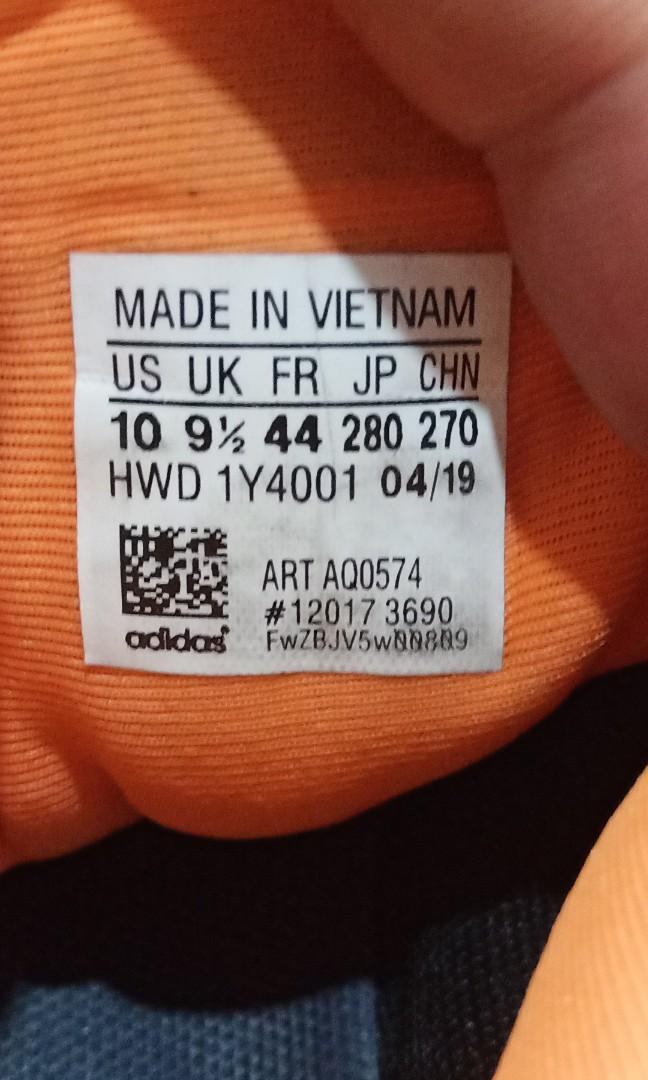 MADE IN VIETNAM
US UK FR JP CHN
10 9½ 44 280 270
HWD 1Y4001 04/19
ART AQ0574
#12017 3690
adidas FwZBJV5w00809